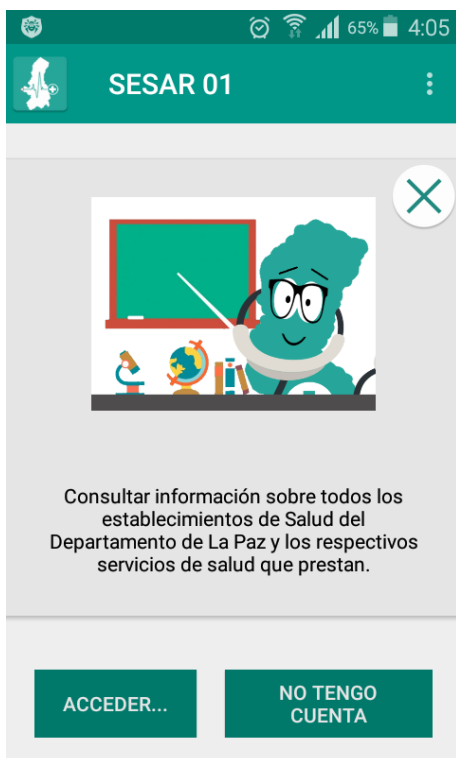 65% 4:05
SESAR 01
Consultar información sobre todos los
establecimientos de Salud del
Departamento de La Paz y los respectivos
servicios de salud que prestan.
ACCEDER...
NO TENGO
CUENTA